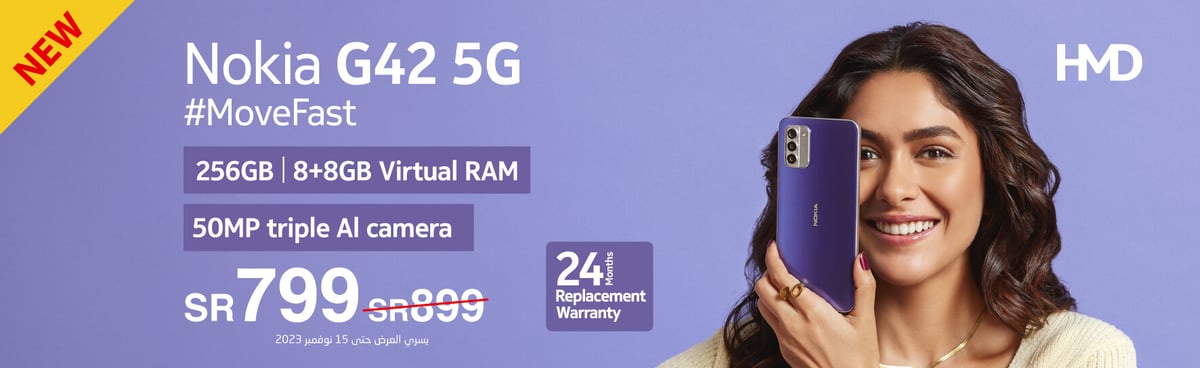 NEW
Nokia G42 5G
#MoveFast
256GB | 8+8GB Virtual RAM
50MP triple AI camera
SR799 SR899
يسري العرض حتى 15 نوفمبر 2023
24 Months
Replacement
Warranty
NOKIA
HMD